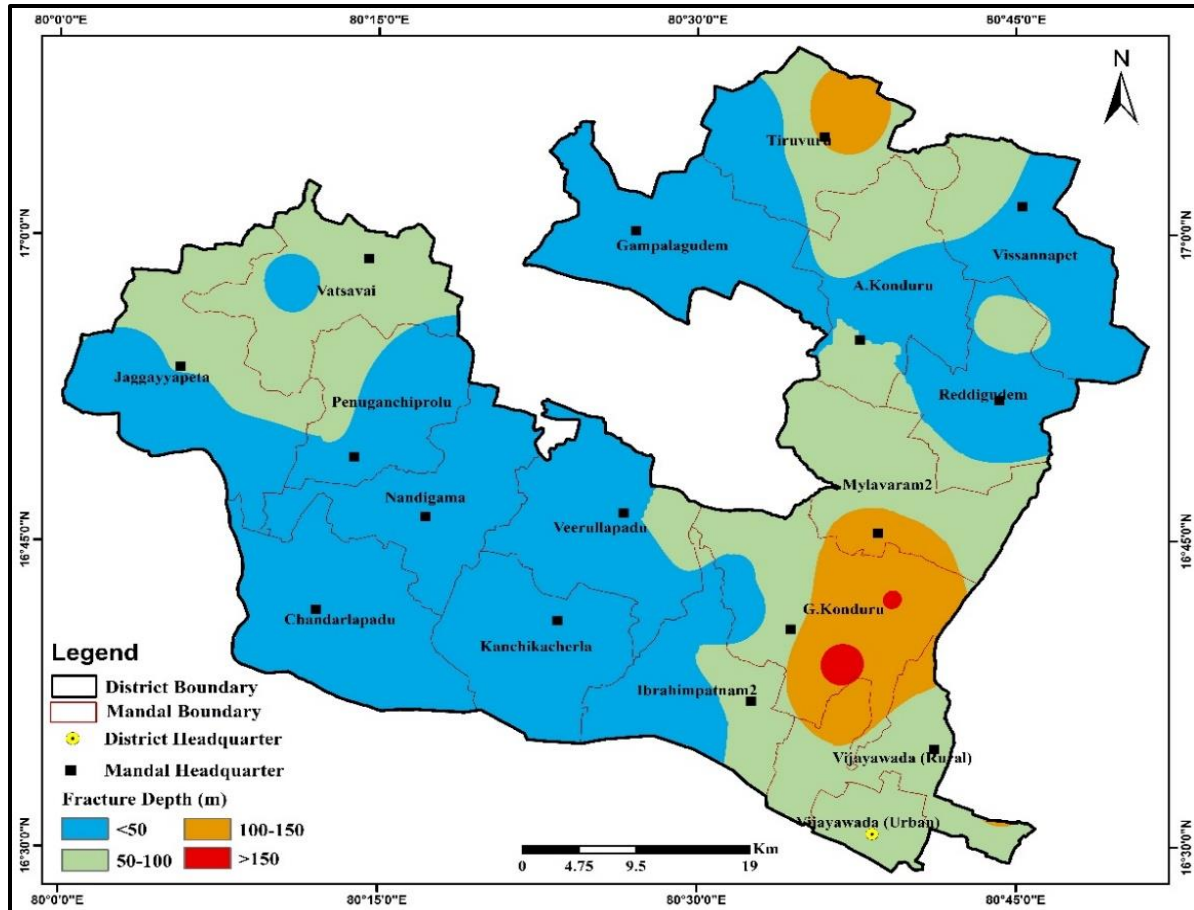 80°0'0"E 80°15'0"E 80°30'0"E 80°45'0"E
N
Tiruvuru
17°0'0"N 17°0'0"N
Gampalagudem
Vissannapet
A.Konduru
Vatsavai
Jaggayyapeta
Penuganchiprolu
Reddigudem
Mylavaram2
Nandigama
Veerullapadu
16°45'0"N 16°45'0"N
G.Konduru
Chandarlapadu
Kanchikacherla
Ibrahimpatnam2
Vijayawada (Rural)
Vijayawada (Urban)
Legend
District Boundary
Mandal Boundary
District Headquarter
Mandal Headquarter
Fracture Depth (m)
<50 100-150
50-100 >150
Km
0 4.75 9.5 19
16°30'0"N 16°30'0"N
80°0'0"E 80°15'0"E 80°30'0"E 80°45'0"E